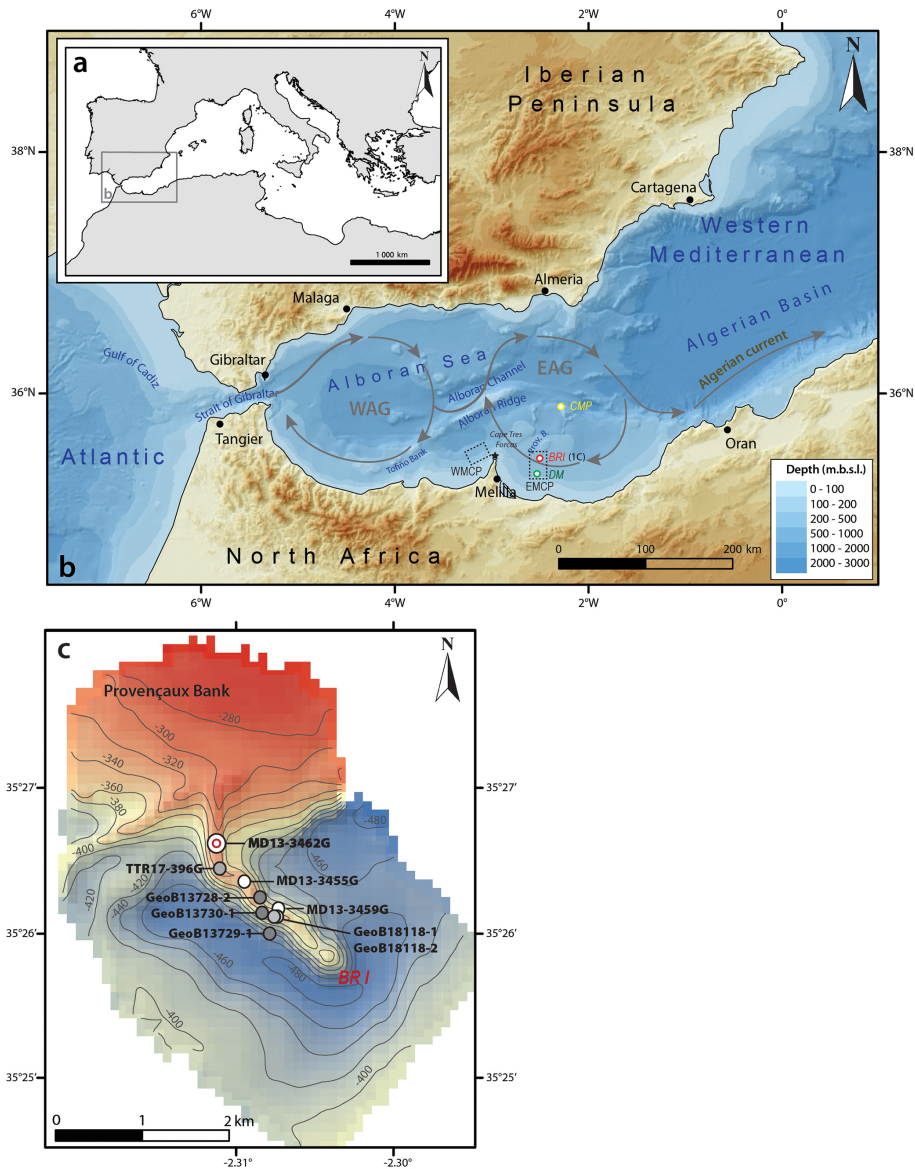 6°W
4°W
2°W
0°
a
N
b
1 000 km
N
Iberian
Peninsula
38°N
38°N
Cartagena
Western
Mediterranean
Almeria
Malaga
Algerian Basin
Gulf of Cadiz
Gibraltar
Alboran Sea
EAG
Algerian current
Alboran Channel
36°N
36°N
Strait of Gibraltar
WAG
Alboran Ridge
CMP
Tangier
Cape Tres
Forcas
Prov. B.
Oran
Atlantic
Tofiño Bank
BRI (1C)
WMCP
DM
EMCP
Melilla
Depth (m.b.s.l.)
0 - 100
100 - 200
200 - 500
500 - 1000
1000 - 2000
2000 - 3000
North Africa
0
100
200 km
b
6°W
4°W
2°W
0°
c
N
Provençaux Bank
-280
-300
-320
-340
35°27'
-360
35°27'
-380
-480
-400
MD13-3462G
-460
TTR17-396G
-420
MD13-3455G
-420
GeoB13728-2
-440
GeoB13730-1
MD13-3459G
35°26'
GeoB13729-1
GeoB18118-1
35°26'
GeoB18118-2
-460
-480
BR I
-400
35°25'
-400
35°25'
0
1
2 km
-2.31°
-2.30°